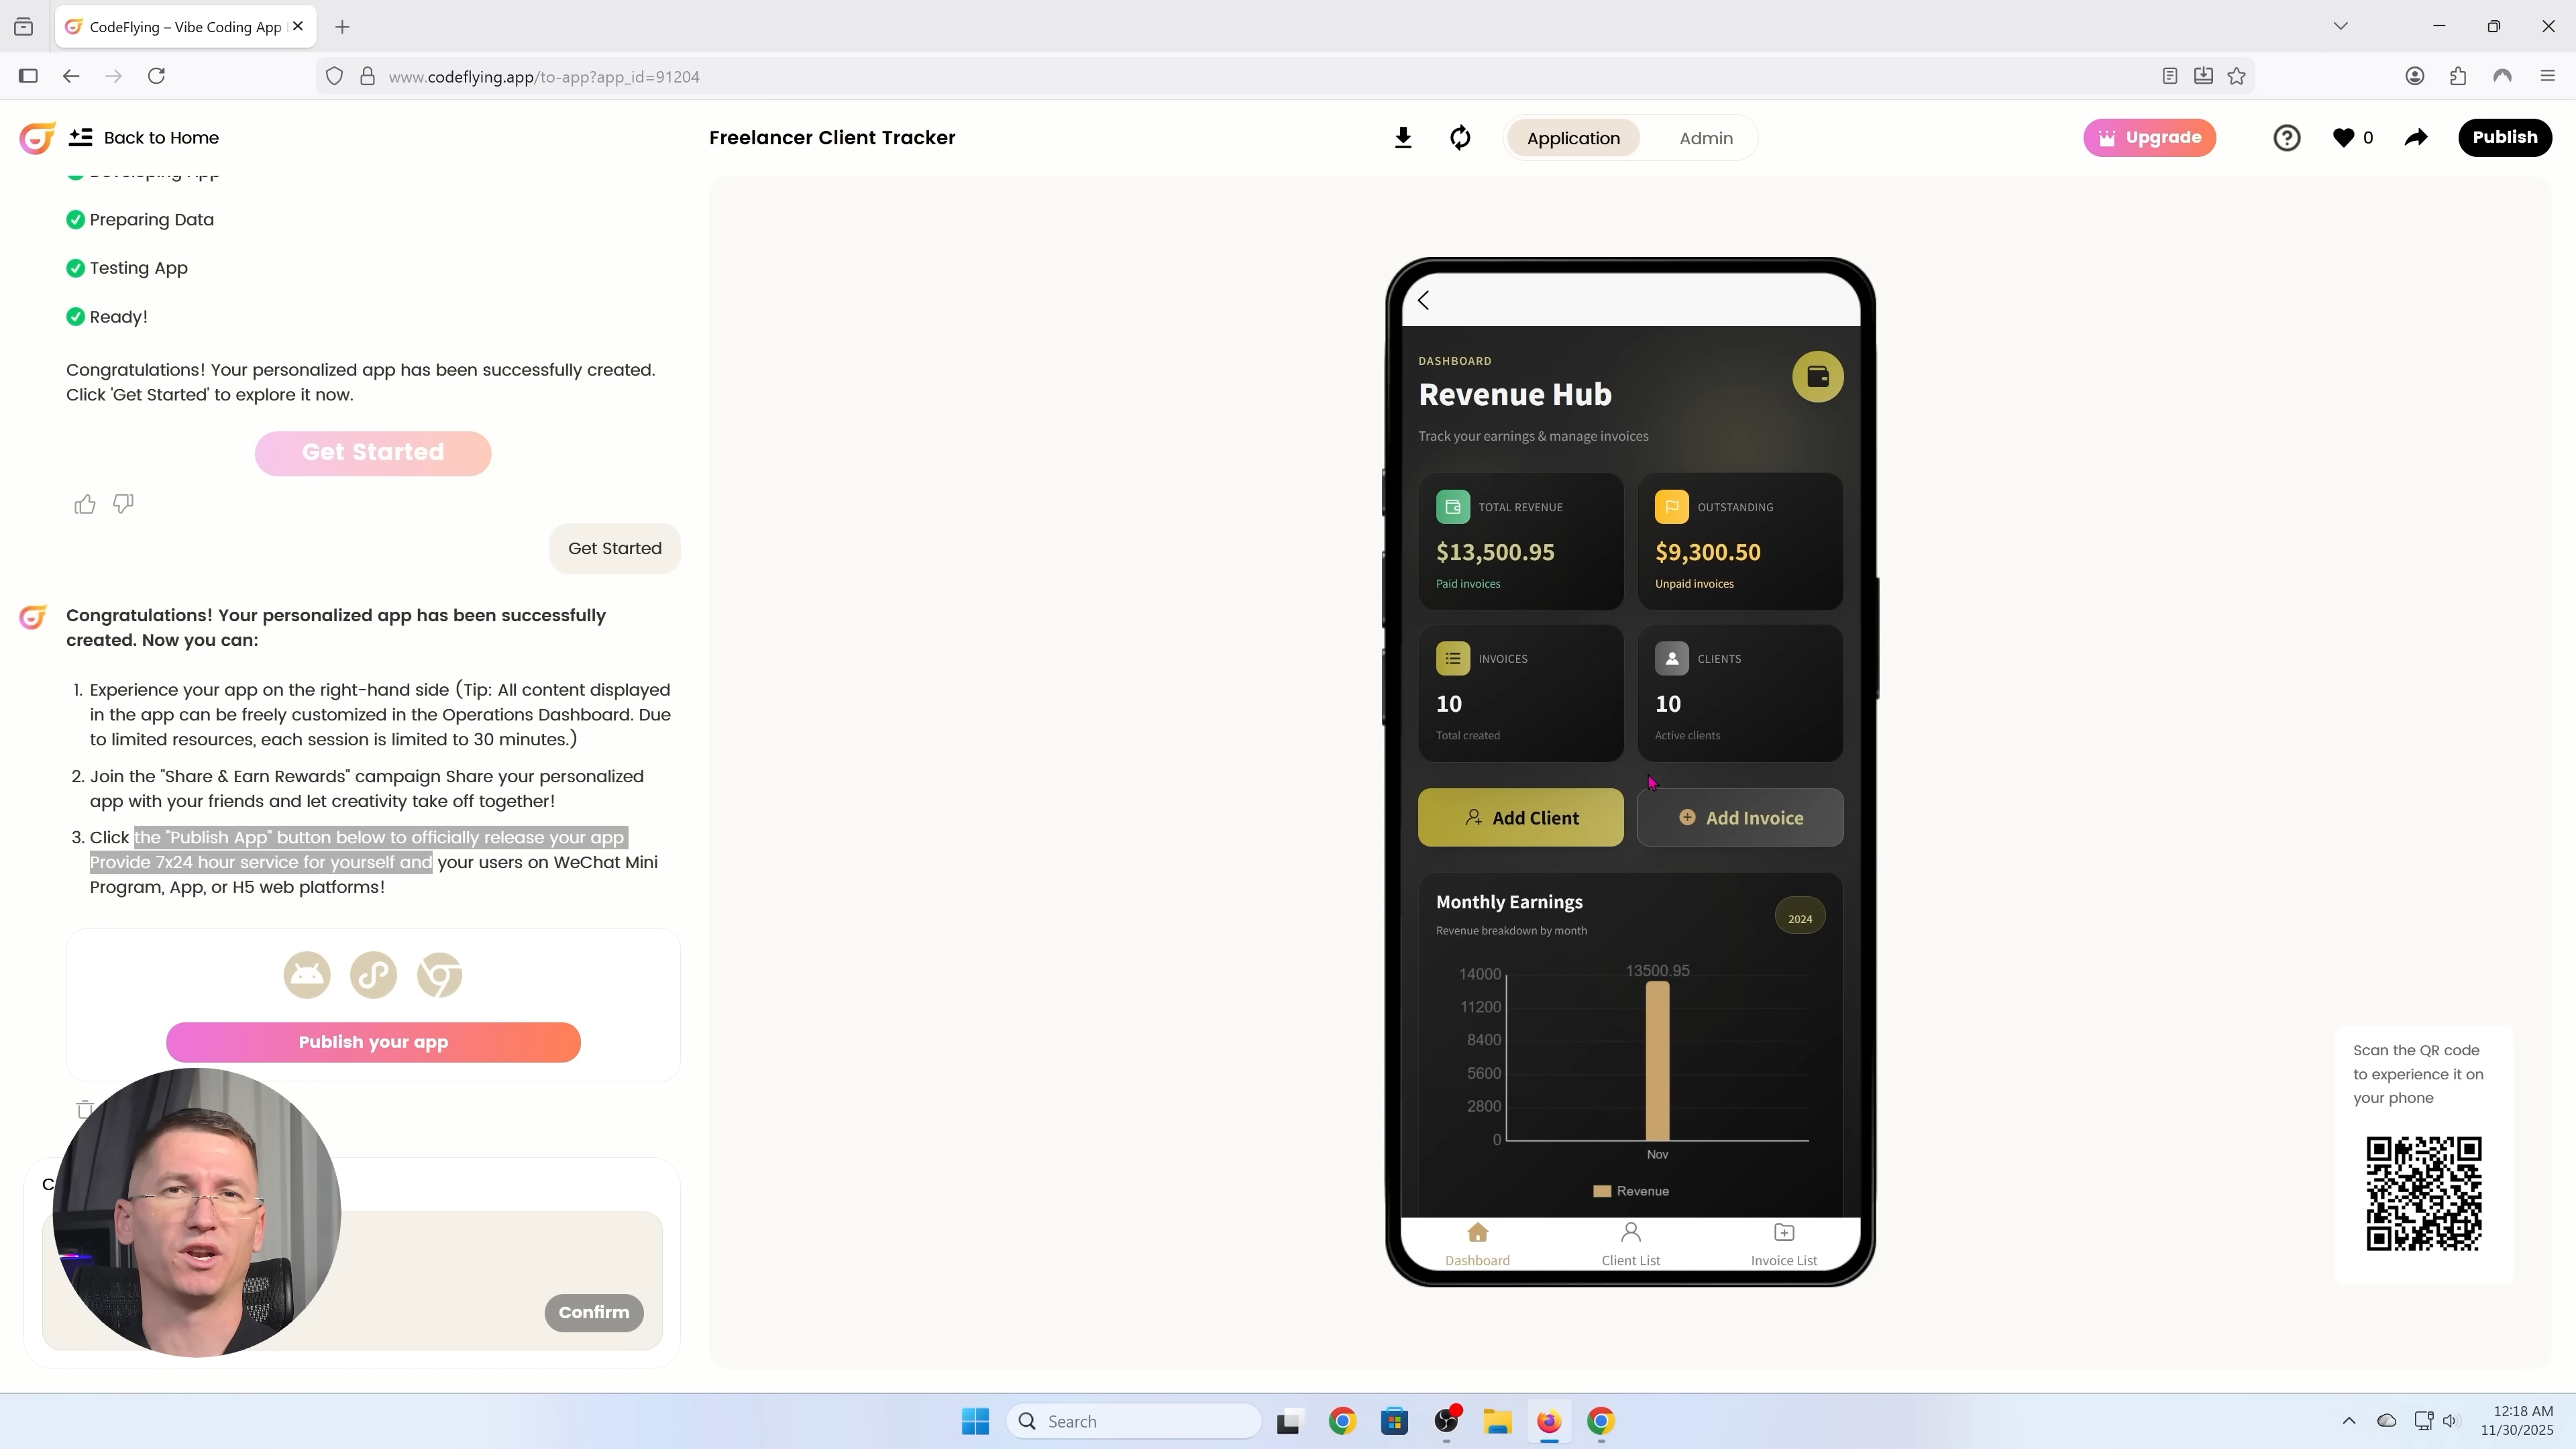 CodeFlying – Vibe Coding App
www.codeflying.app/to-app?app_id=91204
Back to Home
Freelancer Client Tracker
Application
Admin
Upgrade
0
Publish
Developing App
Preparing Data
Testing App
Ready!
Congratulations! Your personalized app has been successfully created.
Click 'Get Started' to explore it now.
Get Started
Get Started
Congratulations! Your personalized app has been successfully
created. Now you can:
1. Experience your app on the right-hand side (Tip: All content displayed
in the app can be freely customized in the Operations Dashboard. Due
to limited resources, each session is limited to 30 minutes.)
2. Join the "Share & Earn Rewards" campaign Share your personalized
app with your friends and let creativity take off together!
3. Click the "Publish App" button below to officially release your app
Provide 7x24 hour service for yourself and your users on WeChat Mini
Program, App, or H5 web platforms!
Publish your app
C
Confirm
DASHBOARD
Revenue Hub
Track your earnings & manage invoices
TOTAL REVENUE
$13,500.95
Paid invoices
OUTSTANDING
$9,300.50
Unpaid invoices
INVOICES
10
Total created
CLIENTS
10
Active clients
Add Client
Add Invoice
Monthly Earnings
Revenue breakdown by month
2024
13500.95
14000
11200
8400
5600
2800
0
Nov
Revenue
Dashboard
Client List
Invoice List
Scan the QR code
to experience it on
your phone
Search
12:18 AM
11/30/2025